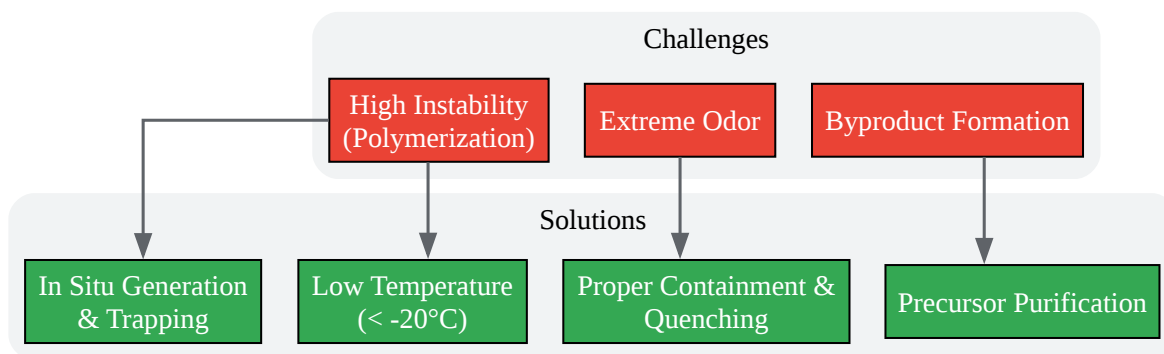 Challenges
High Instability
(Polymerization)
Extreme Odor
Byproduct Formation
Solutions
In Situ Generation
& Trapping
Low Temperature
(< -20°C)
Proper Containment &
Quenching
Precursor Purification